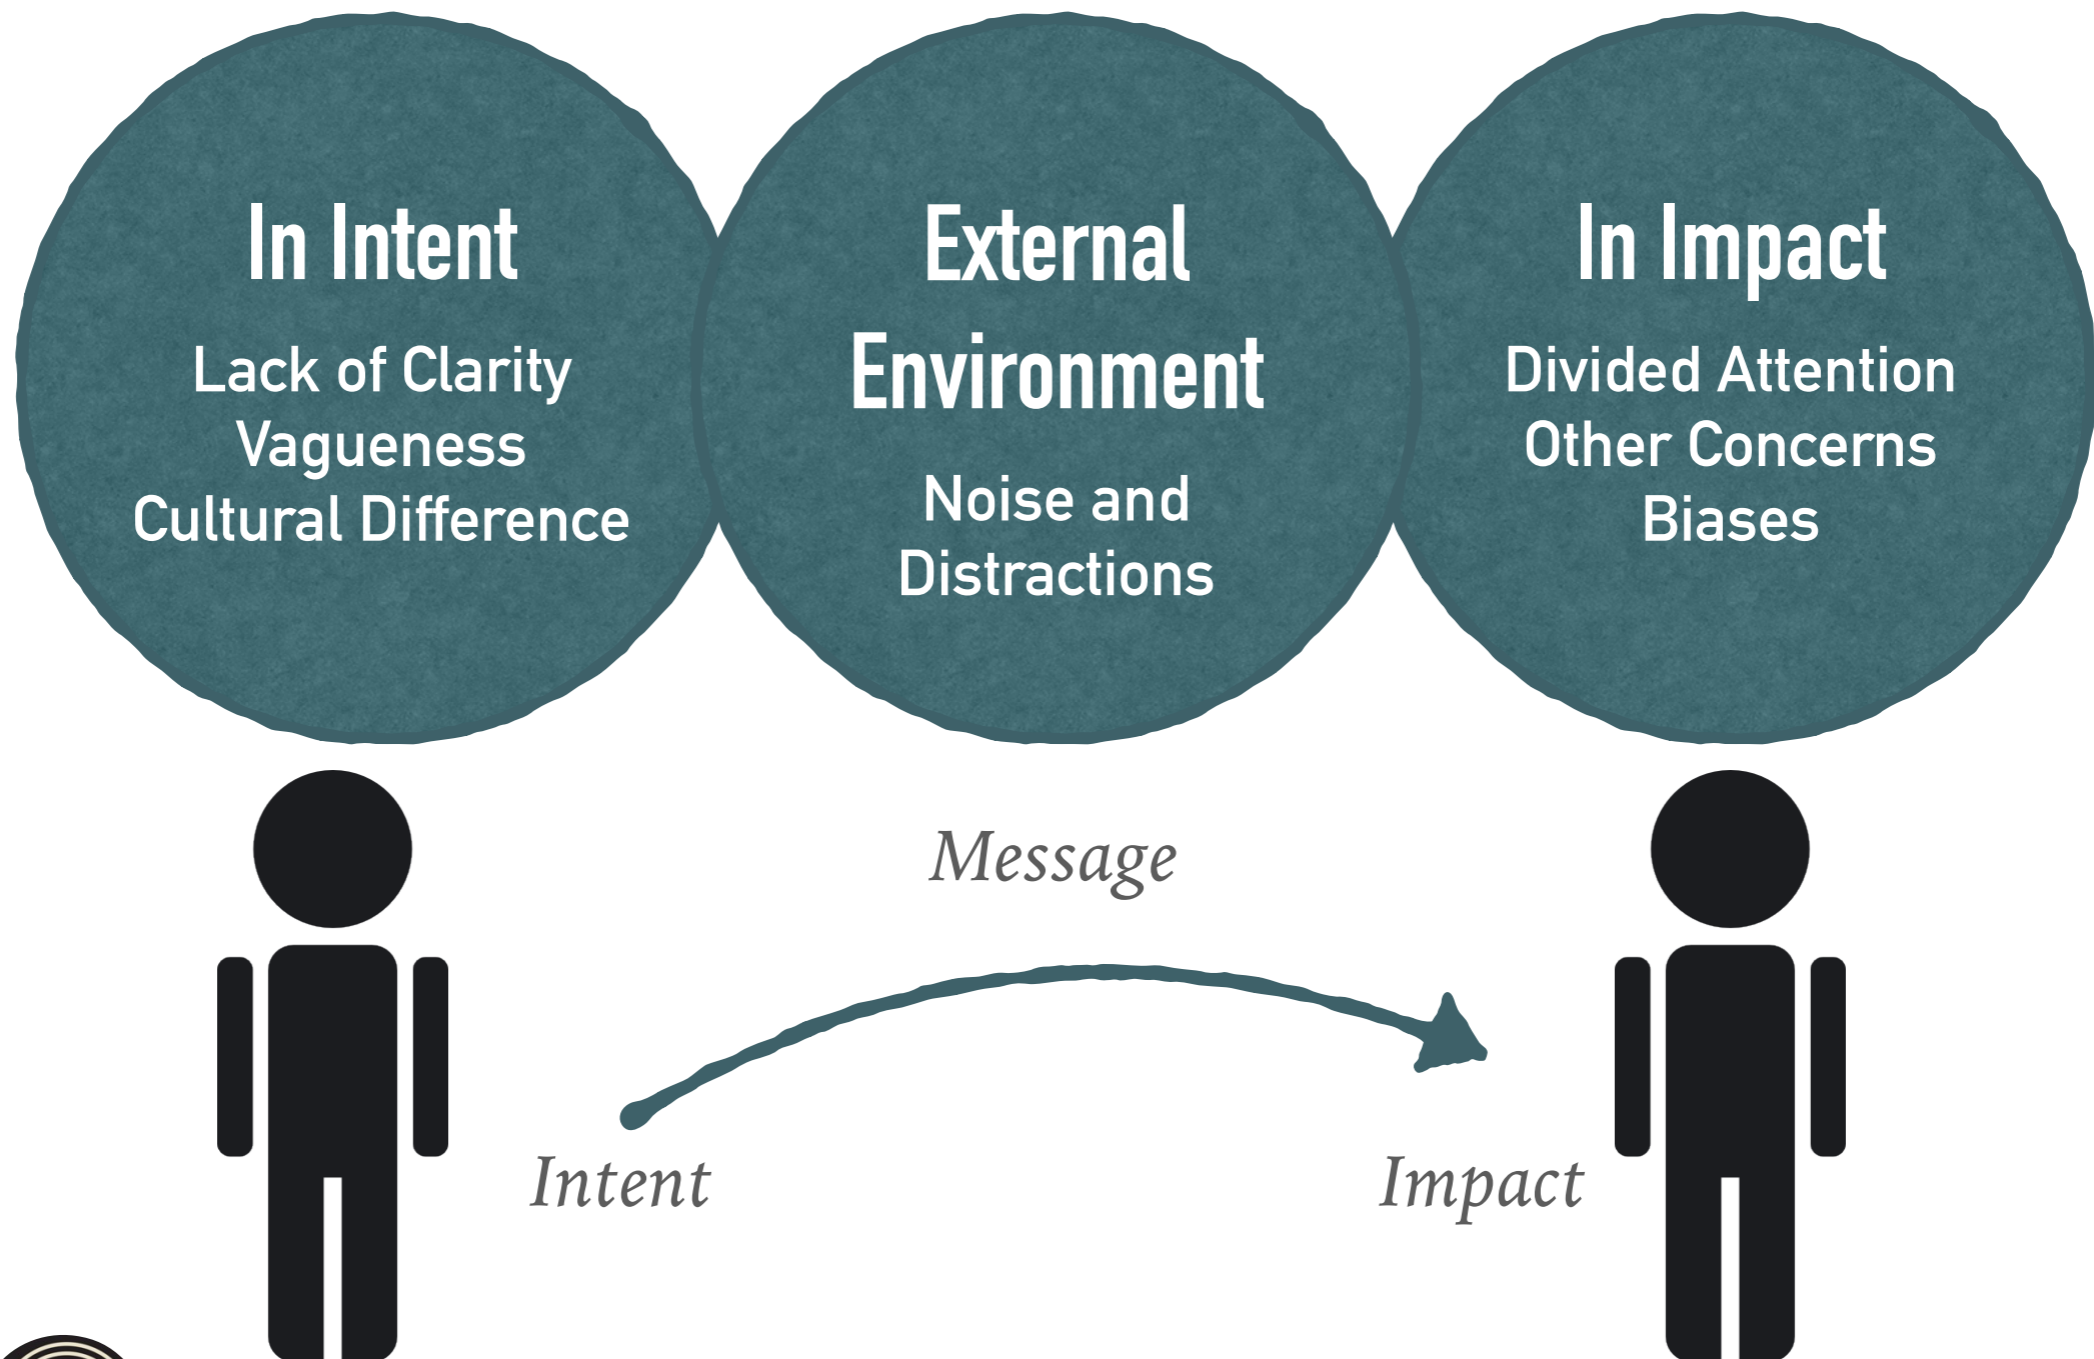 In Intent
Lack of Clarity
Vagueness
Cultural Difference
External
Environment
Noise and
Distractions
In Impact
Divided Attention
Other Concerns
Biases
Message
Intent
Impact